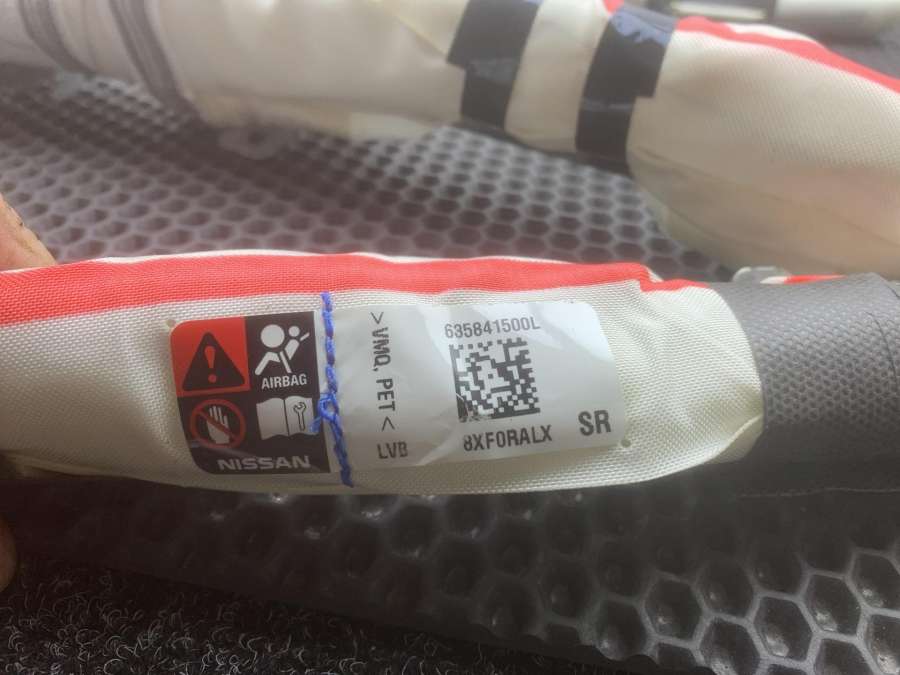 AIRBAG
NISSAN
>VMQ, PET<
LVB
635841500L
8XF0RALX
SR